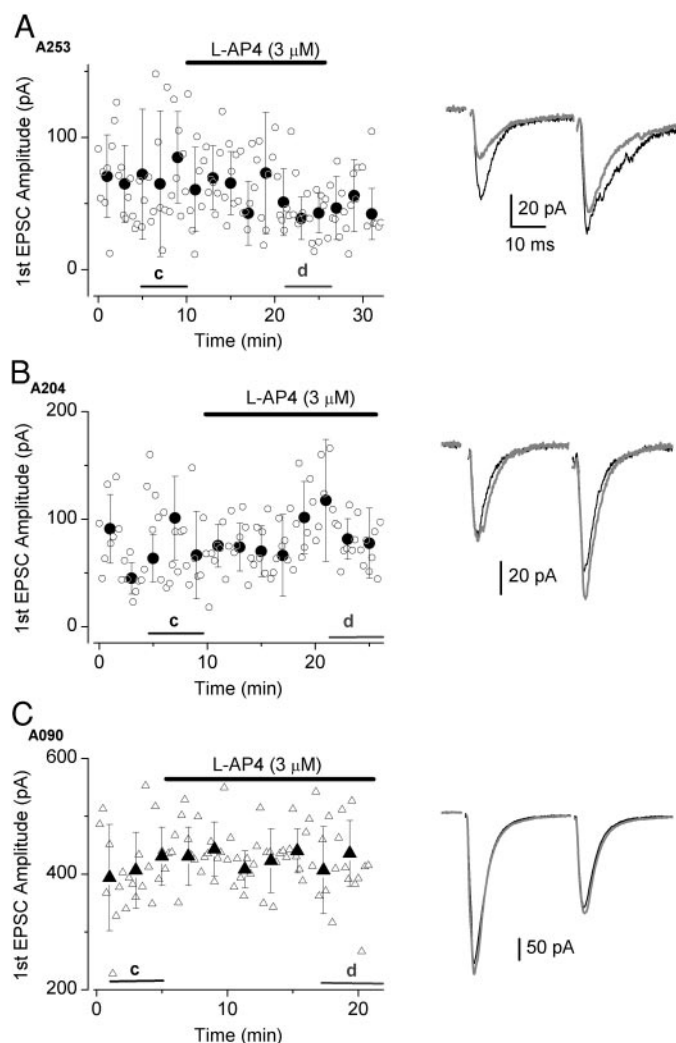 A
A253
L-AP4 (3 μM)
1st EPSC Amplitude (pA)
100
0
c
d
0 10 20 30
Time (min)
20 pA
10 ms
B
A204
L-AP4 (3 μM)
1st EPSC Amplitude (pA)
200
100
0
c
d
0 10 20
Time (min)
20 pA
C
A090
L-AP4 (3 μM)
1st EPSC Amplitude (pA)
600
400
200
c
d
0 10 20
Time (min)
50 pA